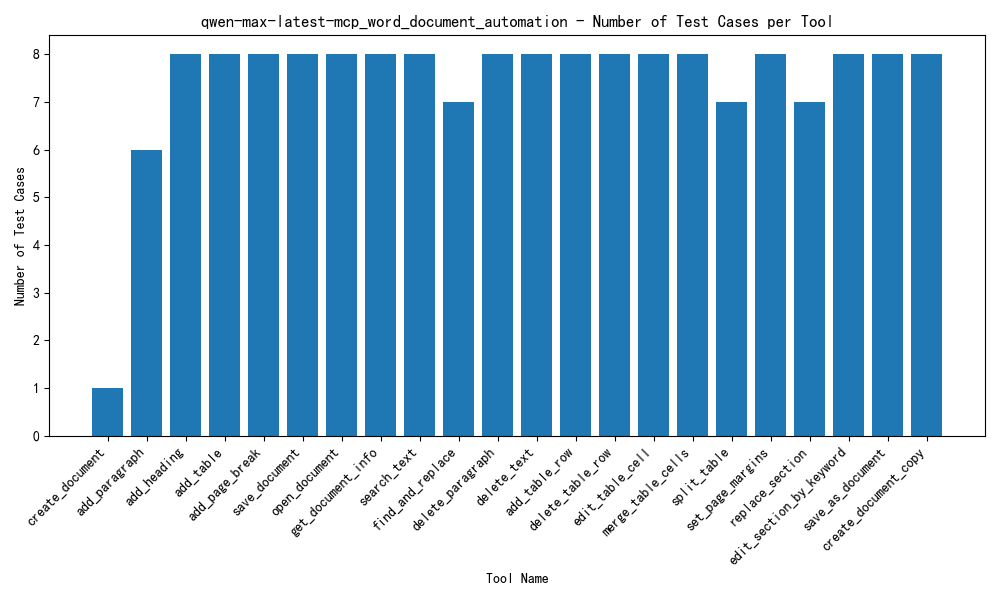 qwen-max-latest-mcp_word_document_automation - Number of Test Cases per Tool
Number of Test Cases
8
7
6
5
4
3
2
1
0
create_document
add_paragraph
add_heading
add_table
add_page_break
save_document
open_document
get_document_info
search_text
find_and_replace
delete_paragraph
delete_text
add_table_row
delete_table_row
edit_table_cell
merge_table_cells
split_table
set_page_margins
replace_section
edit_section_by_keyword
save_as_document
create_document_copy
Tool Name